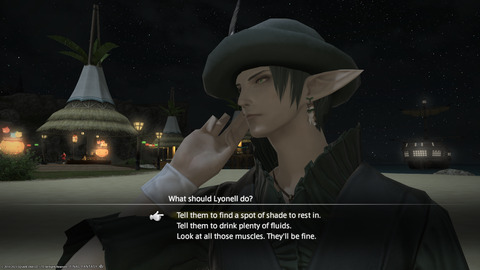 What should Lyonell do?
Tell them to find a spot of shade to rest in.
Tell them to drink plenty of fluids.
Look at all those muscles. They'll be fine.